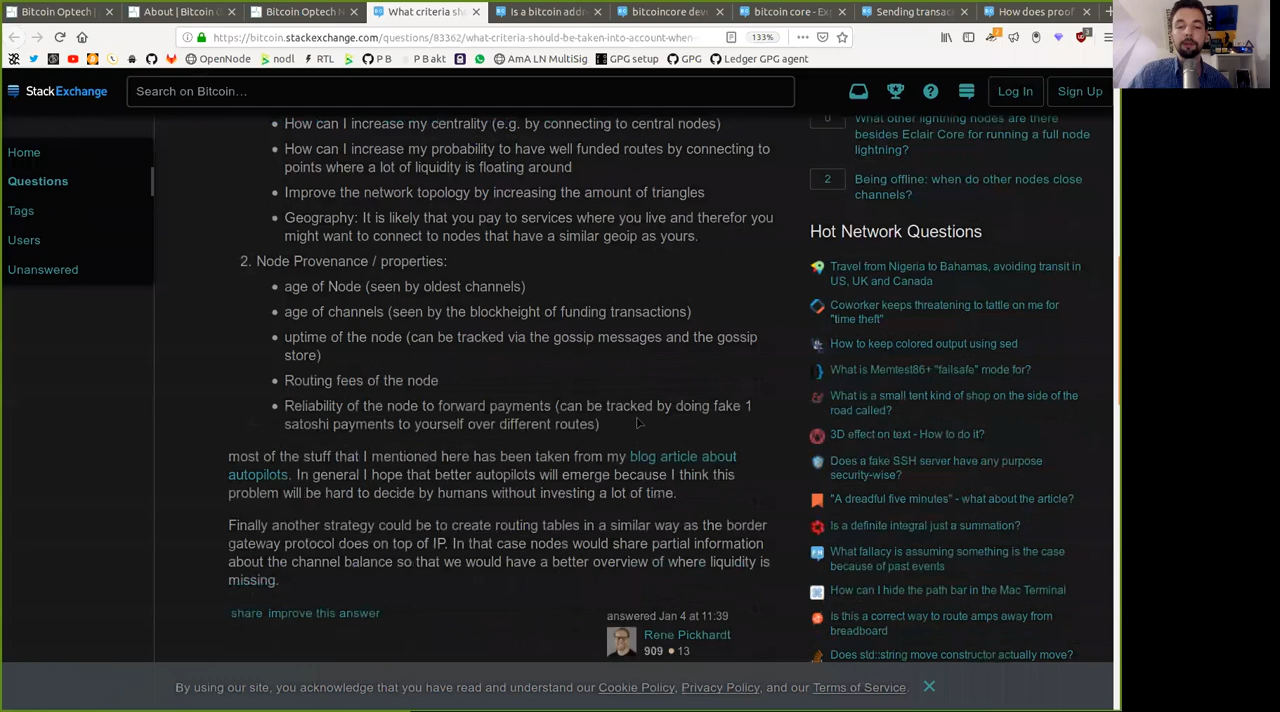 Bitcoin Optech
About | Bitcoin O
Bitcoin Optech N
What criteria sh
Is a bitcoin addr
bitcoincore dev
bitcoin core - Ex
Sending transac
How does proof
https://bitcoin.stackexchange.com/questions/83362/what-criteria-should-be-taken-into-account-when-
133%
OpenNode
nodl
RTL
P B
P B akt
AmA LN MultiSig
GPG setup
GPG
Ledger GPG agent
StackExchange
Search on Bitcoin…
Log In
Sign Up
Home
Questions
Tags
Users
Unanswered
How can I increase my centrality (e.g. by connecting to central nodes)
How can I increase my probability to have well funded routes by connecting to
points where a lot of liquidity is floating around
Improve the network topology by increasing the amount of triangles
Geography: It is likely that you pay to services where you live and therefor you
might want to connect to nodes that have a similar geoip as yours.
2. Node Provenance / properties:
age of Node (seen by oldest channels)
age of channels (seen by the blockheight of funding transactions)
uptime of the node (can be tracked via the gossip messages and the gossip
store)
Routing fees of the node
Reliability of the node to forward payments (can be tracked by doing fake 1
satoshi payments to yourself over different routes)
most of the stuff that I mentioned here has been taken from my blog article about
autopilots. In general I hope that better autopilots will emerge because I think this
problem will be hard to decide by humans without investing a lot of time.
Finally another strategy could be to create routing tables in a similar way as the border
gateway protocol does on top of IP. In that case nodes would share partial information
about the channel balance so that we would have a better overview of where liquidity is
missing.
share improve this answer
answered Jan 4 at 11:39
Rene Pickhardt
909 13
0
What other lightning nodes are there
besides Eclair Core for running a full node
lightning?
2
Being offline: when do other nodes close
channels?
Hot Network Questions
Travel from Nigeria to Bahamas, avoiding transit in
US, UK and Canada
Coworker keeps threatening to tattle on me for
"time theft"
How to keep colored output using sed
What is Memtest86+ "failsafe" mode for?
What is a small tent kind of shop on the side of the
road called?
3D effect on text - How to do it?
Does a fake SSH server have any purpose
security-wise?
"A dreadful five minutes" - what about the article?
Is a definite integral just a summation?
What fallacy is assuming something is the case
because of past events
How can I hide the path bar in the Mac Terminal
Is this a correct way to route amps away from
breadboard
Does std::string move constructor actually move?
By using our site, you acknowledge that you have read and understand our Cookie Policy, Privacy Policy, and our Terms of Service.